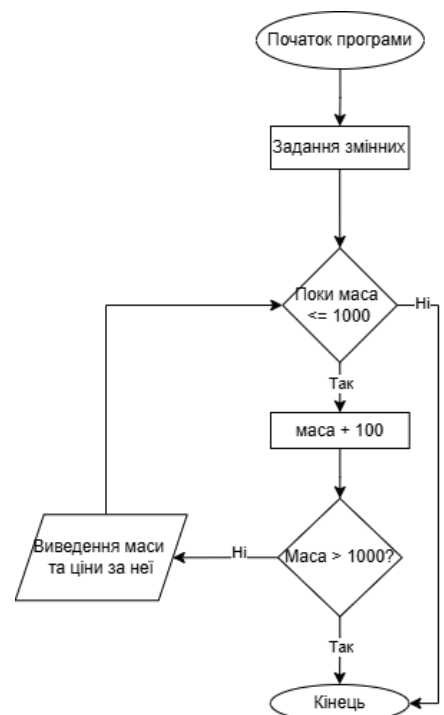 Початок програми
Задання змінних
Поки маса
<= 1000
Ні
Так
маса + 100
Виведення маси
та ціни за неї
Ні
Маса > 1000?
Так
Кінець